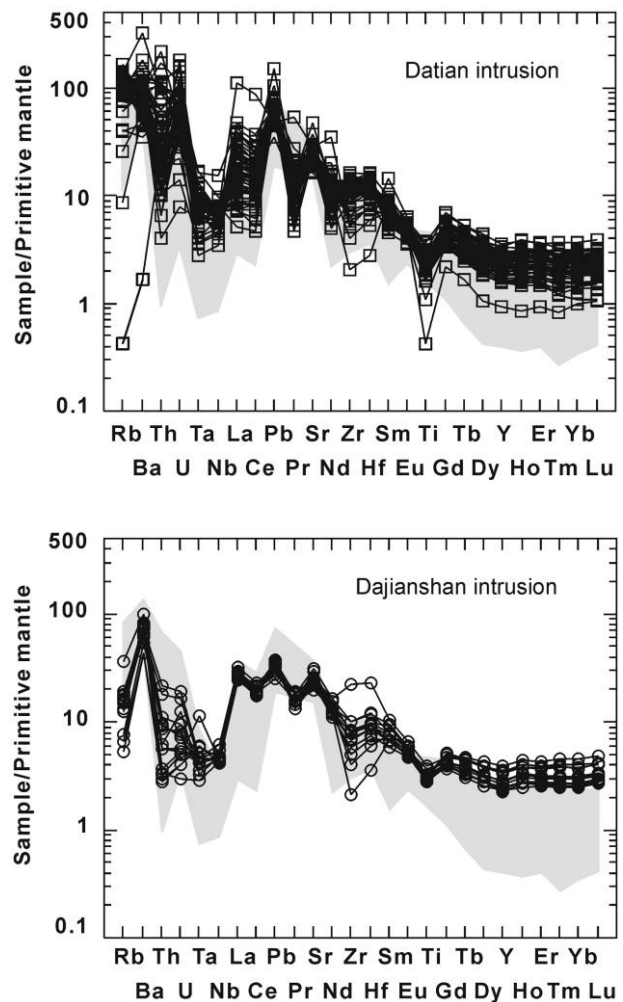 500
100
10
1
0.1
Sample/Primitive mantle
Datian intrusion
Rb Th Ta La Pb Sr Zr Sm Ti Tb Y Er Yb
Ba U Nb Ce Pr Nd Hf Eu Gd Dy Ho Tm Lu
500
100
10
1
0.1
Sample/Primitive mantle
Dajianshan intrusion
Rb Th Ta La Pb Sr Zr Sm Ti Tb Y Er Yb
Ba U Nb Ce Pr Nd Hf Eu Gd Dy Ho Tm Lu